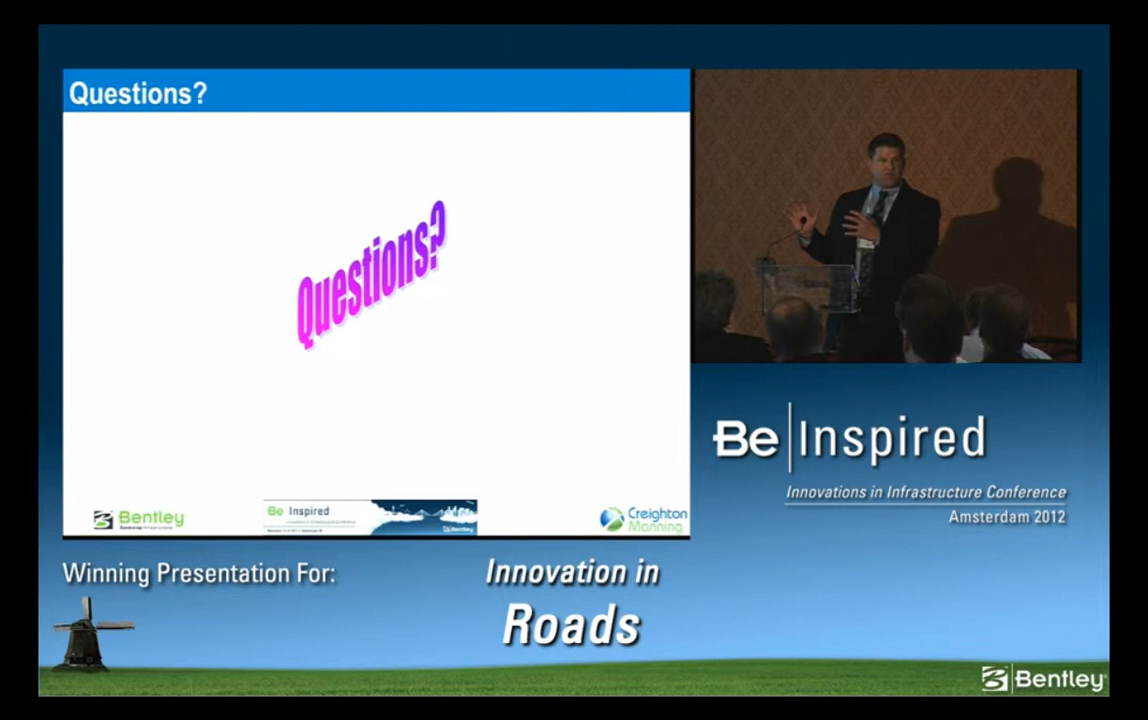 Questions?
Questions?
Bentley
Be Inspired
Bentley
Creighton
Manning
Be Inspired
Innovations in Infrastructure Conference
Amsterdam 2012
Winning Presentation For:
Innovation in
Roads
Bentley